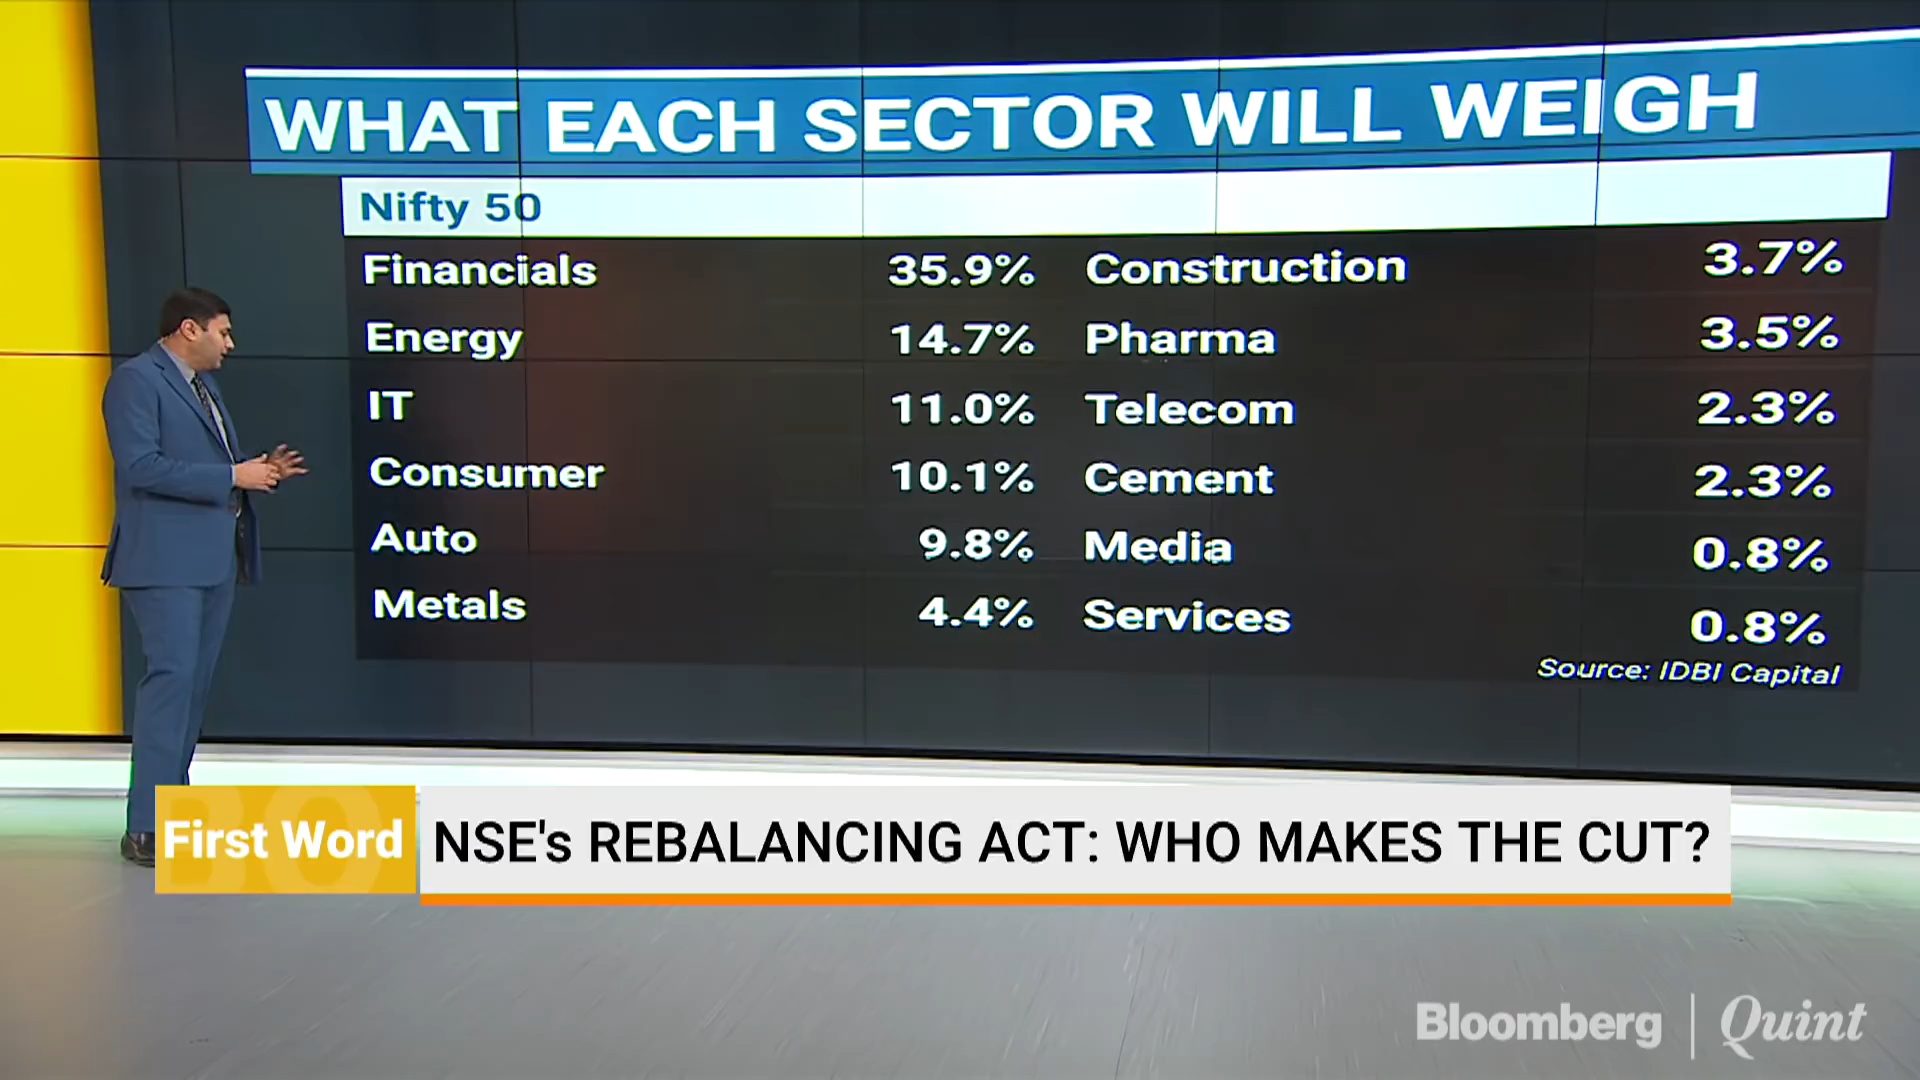 WHAT EACH SECTOR WILL WEIGH
Nifty 50
Financials 35.9% Construction 3.7%
Energy 14.7% Pharma 3.5%
IT 11.0% Telecom 2.3%
Consumer 10.1% Cement 2.3%
Auto 9.8% Media 0.8%
Metals 4.4% Services 0.8%
Source: IDBI Capital
First Word NSE's REBALANCING ACT: WHO MAKES THE CUT?
Bloomberg | Quint